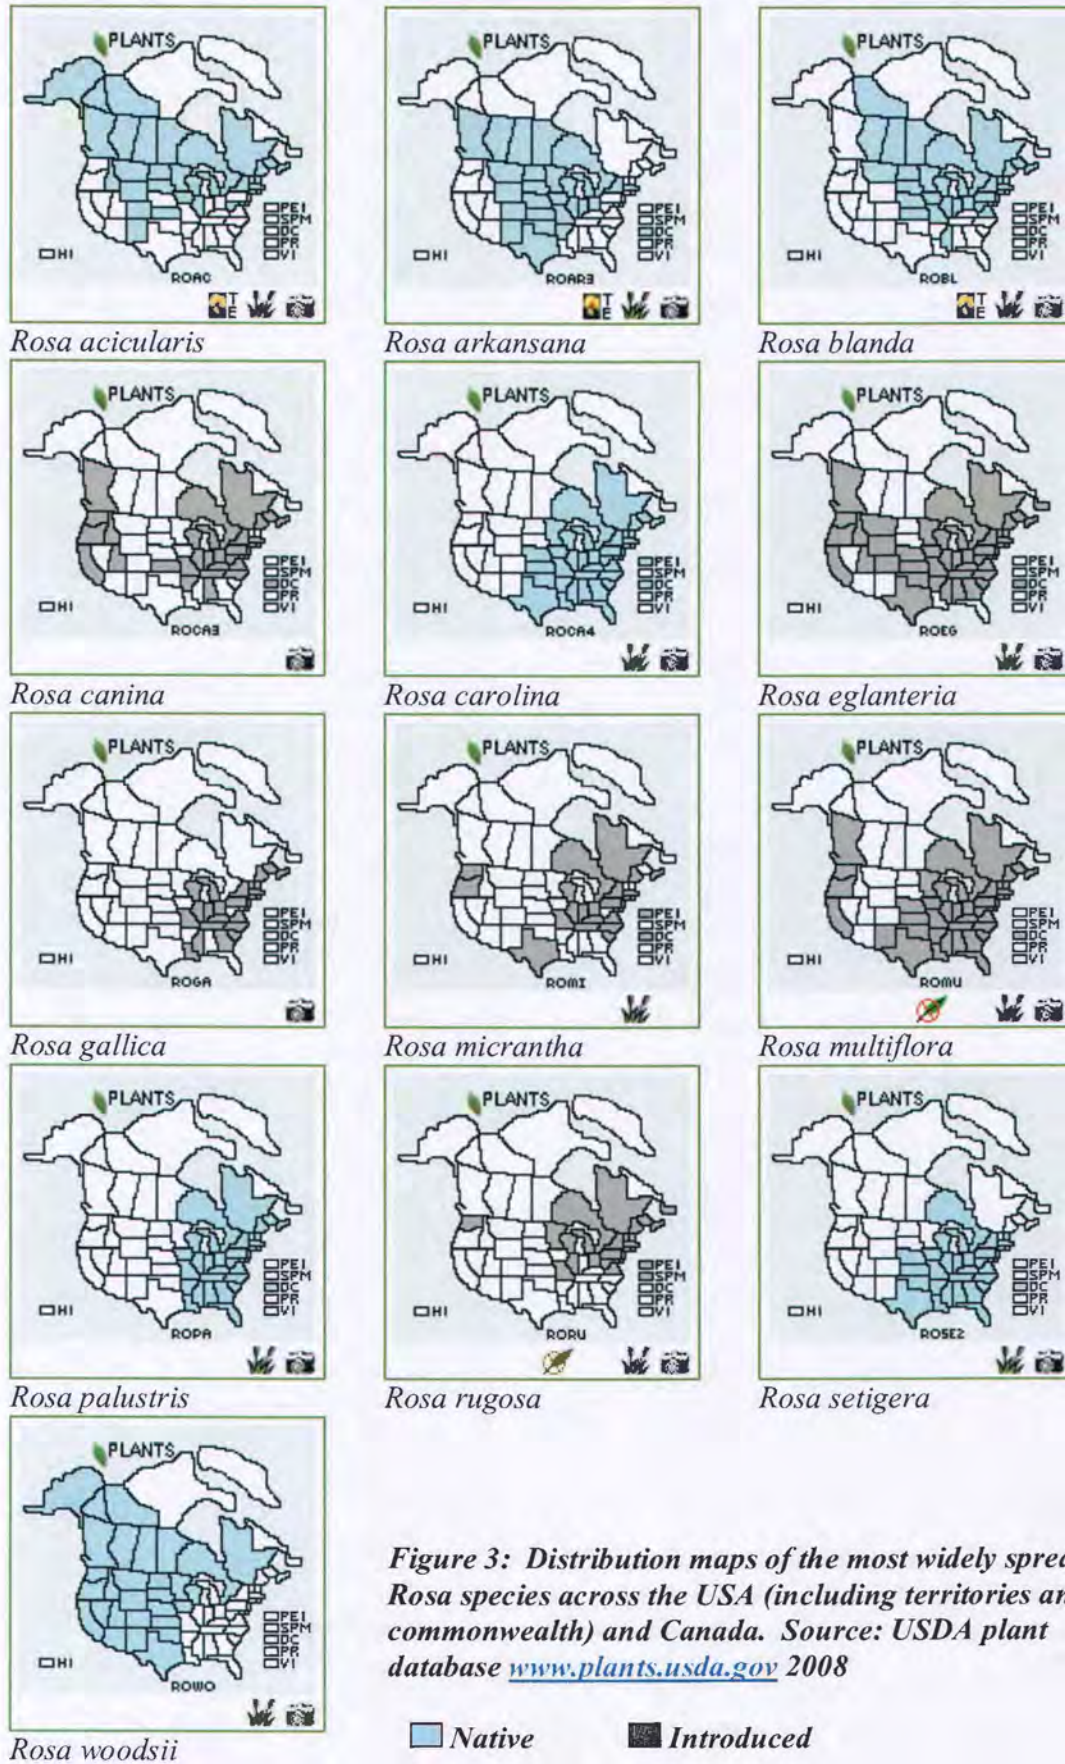 PLANTS
PEI
SPM
DC
PR
VI
HI
ROAC
T
E
Rosa acicularis
PLANTS
PEI
SPM
DC
PR
VI
HI
ROAR3
T
E
Rosa arkansana
PLANTS
PEI
SPM
DC
PR
VI
HI
ROBL
T
E
Rosa blanda
PLANTS
PEI
SPM
DC
PR
VI
HI
ROCA3
Rosa canina
PLANTS
PEI
SPM
DC
PR
VI
HI
ROCA4
Rosa carolina
PLANTS
PEI
SPM
DC
PR
VI
HI
ROEG
Rosa eglanteria
PLANTS
PEI
SPM
DC
PR
VI
HI
ROGA
Rosa gallica
PLANTS
PEI
SPM
DC
PR
VI
HI
ROMI
Rosa micrantha
PLANTS
PEI
SPM
DC
PR
VI
HI
ROMU
Rosa multiflora
PLANTS
PEI
SPM
DC
PR
VI
HI
ROPA
Rosa palustris
PLANTS
PEI
SPM
DC
PR
VI
HI
RORU
Rosa rugosa
PLANTS
PEI
SPM
DC
PR
VI
HI
ROSE2
Rosa setigera
PLANTS
PEI
SPM
DC
PR
VI
HI
ROWO
Rosa woodsii
Figure 3: Distribution maps of the most widely sprea
Rosa species across the USA (including territories an
commonwealth) and Canada. Source: USDA plant
database www.plants.usda.gov 2008
Native Introduced